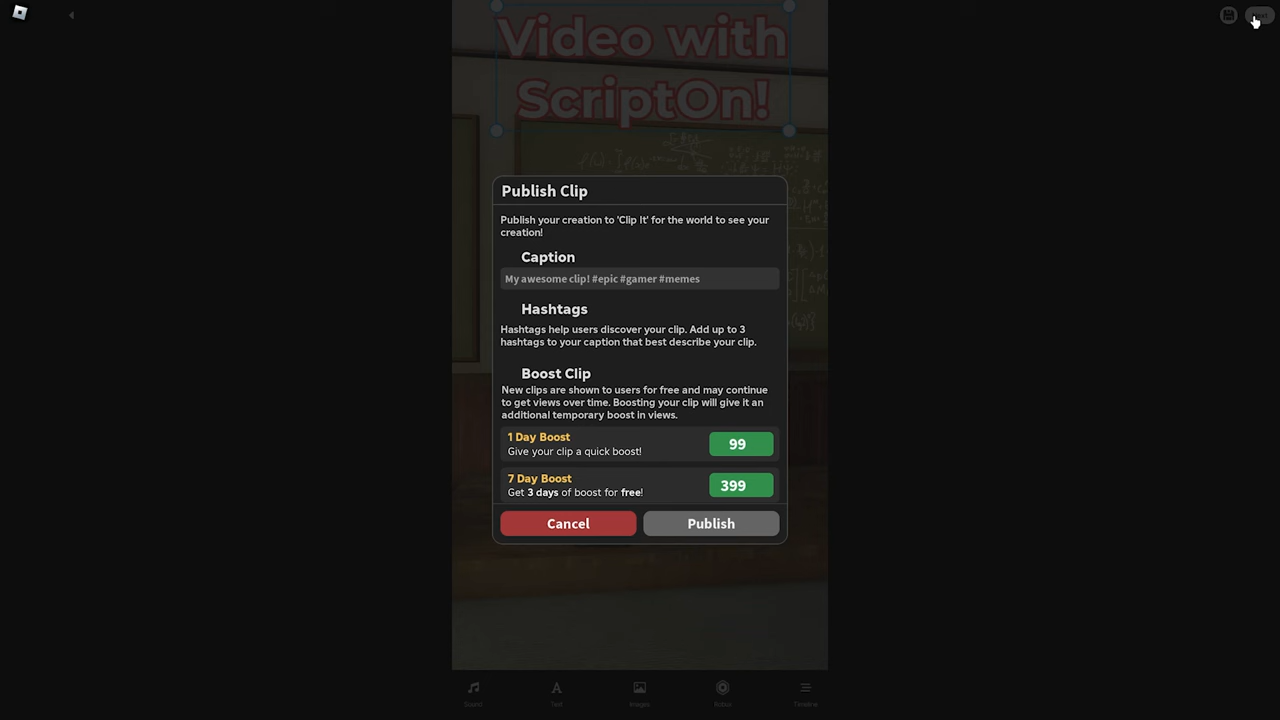 Video with
ScriptOn!
Publish Clip
Publish your creation to 'Clip It' for the world to see your
creation!
Caption
My awesome clip! #epic #gamer #memes
Hashtags
Hashtags help users discover your clip. Add up to 3
hashtags to your caption that best describe your clip.
Boost Clip
New clips are shown to users for free and may continue
to get views over time. Boosting your clip will give it an
additional temporary boost in views.
1 Day Boost
Give your clip a quick boost!
99
7 Day Boost
Get 3 days of boost for free!
399
Cancel
Publish
Sound
Text
Images
Robux
Timeline